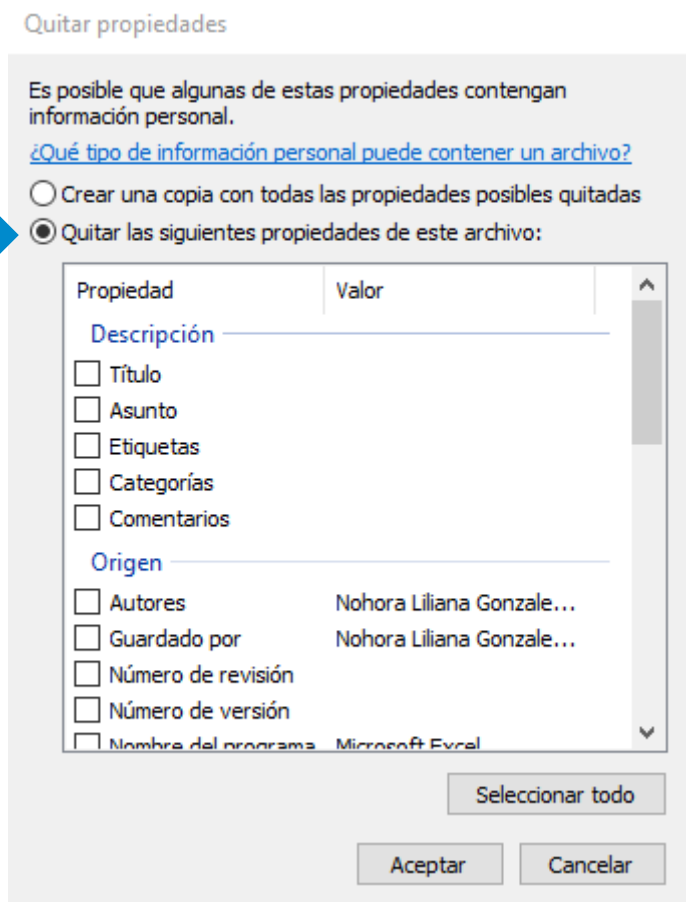 Quitar propiedades
Es posible que algunas de estas propiedades contengan
información personal.
¿Qué tipo de información personal puede contener un archivo?
Crear una copia con todas las propiedades posibles quitadas
Quitar las siguientes propiedades de este archivo:
Propiedad Valor
Descripción
Título
Asunto
Etiquetas
Categorías
Comentarios
Origen
Autores Nohora Liliana Gonzale...
Guardado por Nohora Liliana Gonzale...
Número de revisión
Número de versión
Nombre del programa Microsoft Excel
Seleccionar todo
Aceptar Cancelar